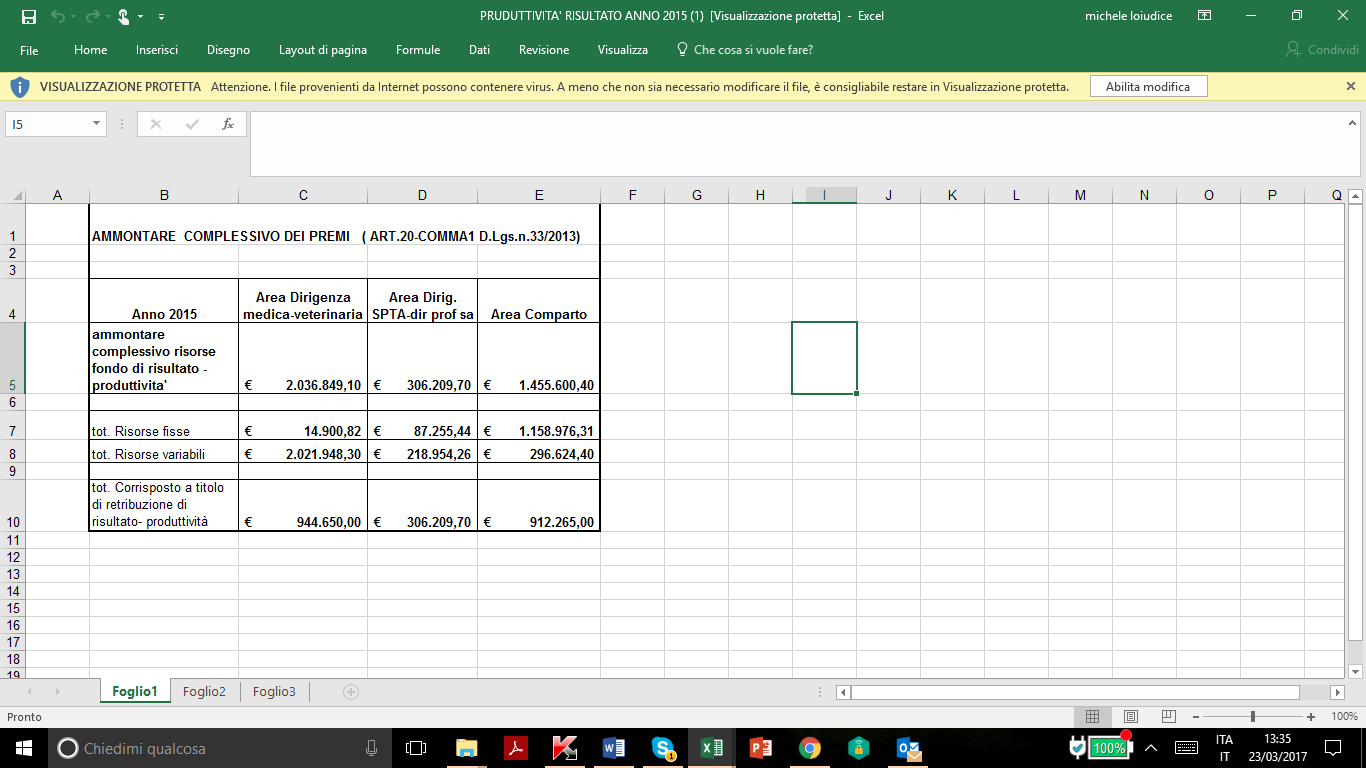 PRUDUTTIVITA' RISULTATO ANNO 2015 (1) [Visualizzazione protetta] - Excel
michele loiudice
File Home Inserisci Disegno Layout di pagina Formule Dati Revisione Visualizza Che cosa si vuole fare? Condividi
VISUALIZZAZIONE PROTETTA Attenzione. I file provenienti da Internet possono contenere virus. A meno che non sia necessario modificare il file, è consigliabile restare in Visualizzazione protetta. Abilita modifica
I5 fx
A B C D E F G H I J K L M N O P Q
1 AMMONTARE COMPLESSIVO DEI PREMI ( ART.20-COMMA1 D.Lgs.n.33/2013)
2
3
Area Dirigenza Area Dirig.
4 Anno 2015 medica-veterinaria SPTA-dir prof sa Area Comparto
ammontare
complessivo risorse
fondo di risultato -
5 produttivita' € 2.036.849,10 € 306.209,70 € 1.455.600,40
6
7 tot. Risorse fisse € 14.900,82 € 87.255,44 € 1.158.976,31
8 tot. Risorse variabili € 2.021.948,30 € 218.954,26 € 296.624,40
9
tot. Corrisposto a titolo
di retribuzione di
10 risultato- produttività € 944.650,00 € 306.209,70 € 912.265,00
11
12
13
14
15
16
17
18
19
Foglio1 Foglio2 Foglio3
Pronto 100%
Chiedimi qualcosa 1 100% ITA 13:35
IT 23/03/2017